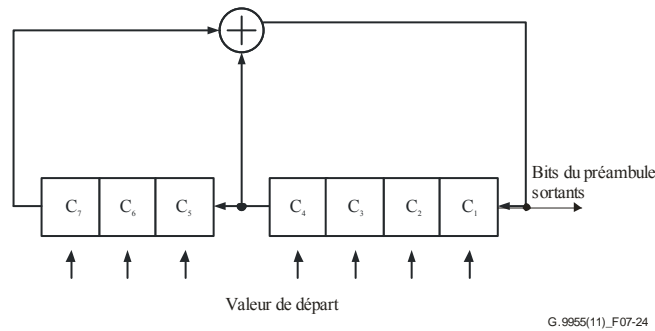 Bits du préambule
sortants
C₇ C₆ C₅ C₄ C₃ C₂ C₁
Valeur de départ
G.9955(11)_F07-24